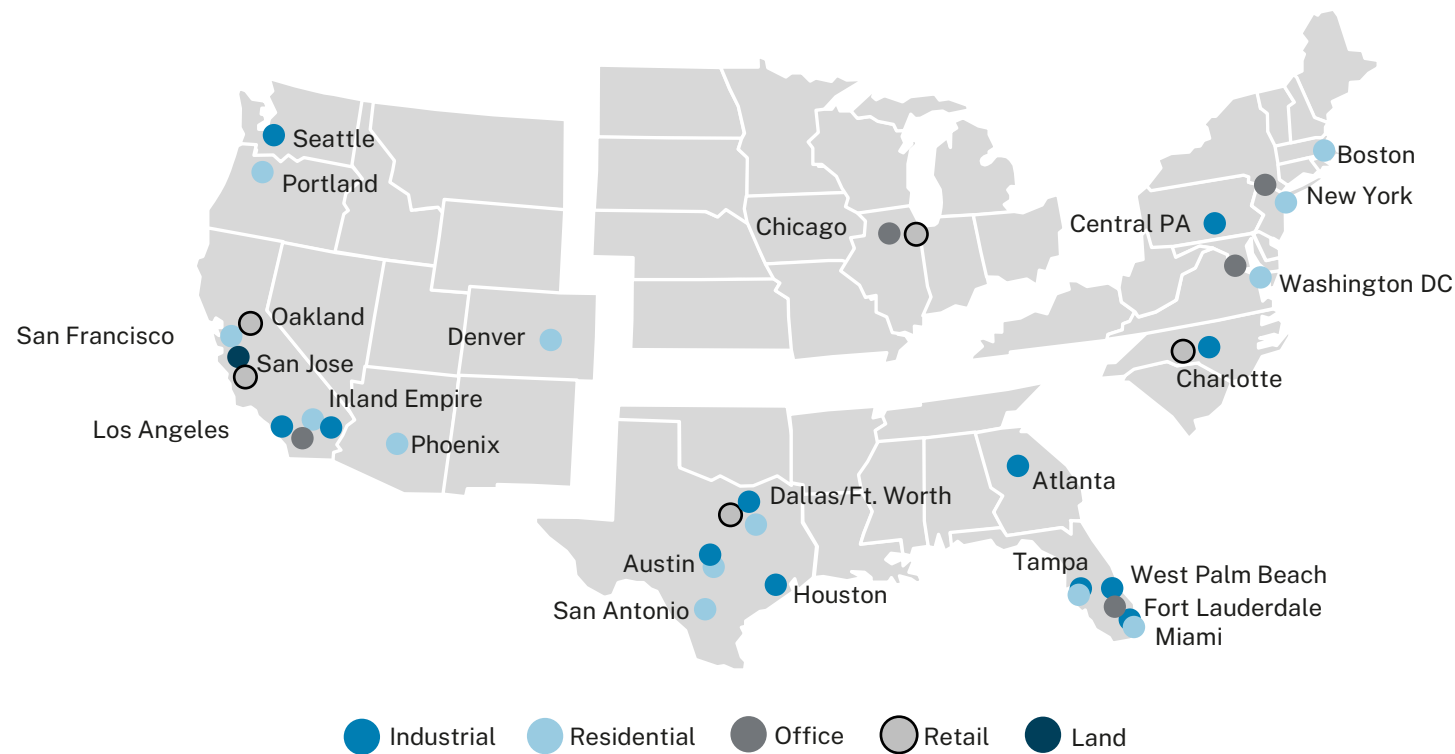 Seattle
Portland
Boston
New York
Central PA
Chicago
Washington DC
Oakland
San Francisco
Denver
San Jose
Charlotte
Inland Empire
Los Angeles
Phoenix
Atlanta
Dallas/Ft. Worth
Austin
Tampa
West Palm Beach
Houston
Fort Lauderdale
San Antonio
Miami
Industrial
Residential
Office
Retail
Land